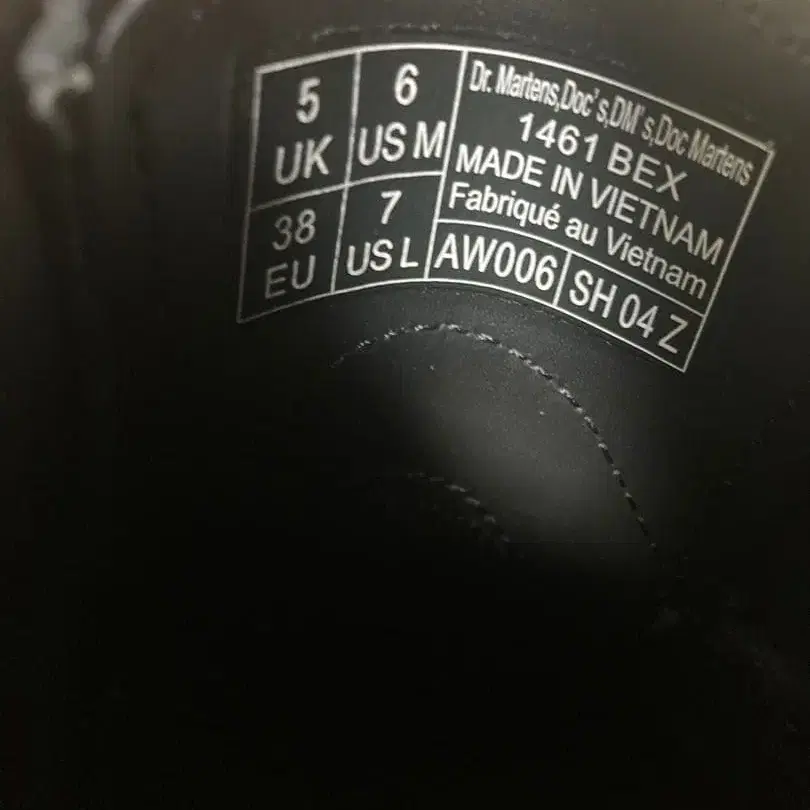 5
UK
6
US M
38
EU
7
US L
Dr. Martens,Doc's,DM's,Doc Martens
1461 BEX
MADE IN VIETNAM
Fabriqué au Vietnam
AW006
SH 04 Z